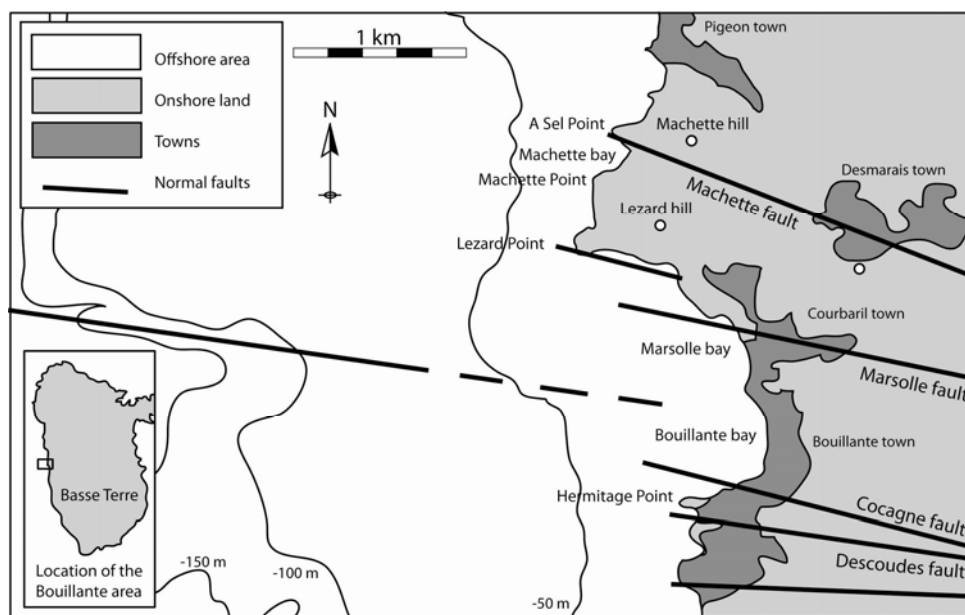 Offshore area
Onshore land
Towns
Normal faults
1 km
N
Pigeon town
A Sel Point
Machette hill
Machette bay
Machette Point
Desmarais town
Machette fault
Lezard hill
Lezard Point
Courbaril town
Marsolle bay
Marsolle fault
Bouillante bay
Bouillante town
Hermitage Point
Cocagne fault
Descoudes fault
Basse Terre
Location of the
Bouillante area
-150 m
-100 m
-50 m